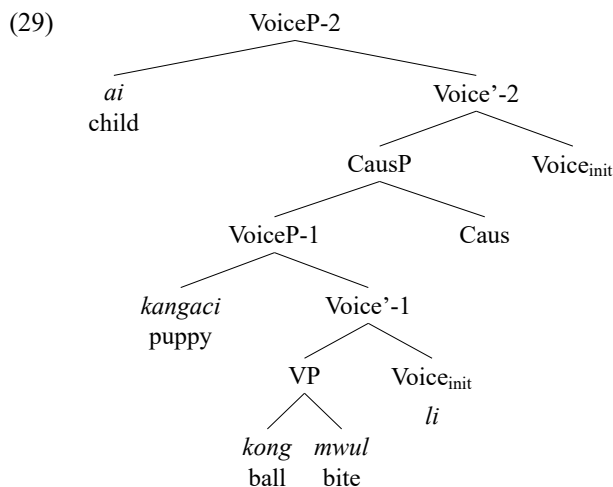 (29) VoiceP-2
ai Voice’-2
child
CausP Voiceinit
VoiceP-1 Caus
kangaci Voice’-1
puppy
VP Voiceinit
li
kong mwul
ball bite